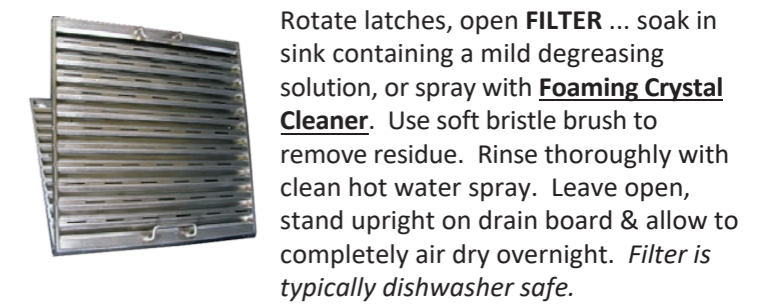 Rotate latches, open FILTER ... soak in
sink containing a mild degreasing
solution, or spray with Foaming Crystal
Cleaner.  Use soft bristle brush to
remove residue.  Rinse thoroughly with
clean hot water spray.  Leave open,
stand upright on drain board & allow to
completely air dry overnight.  Filter is
typically dishwasher safe.